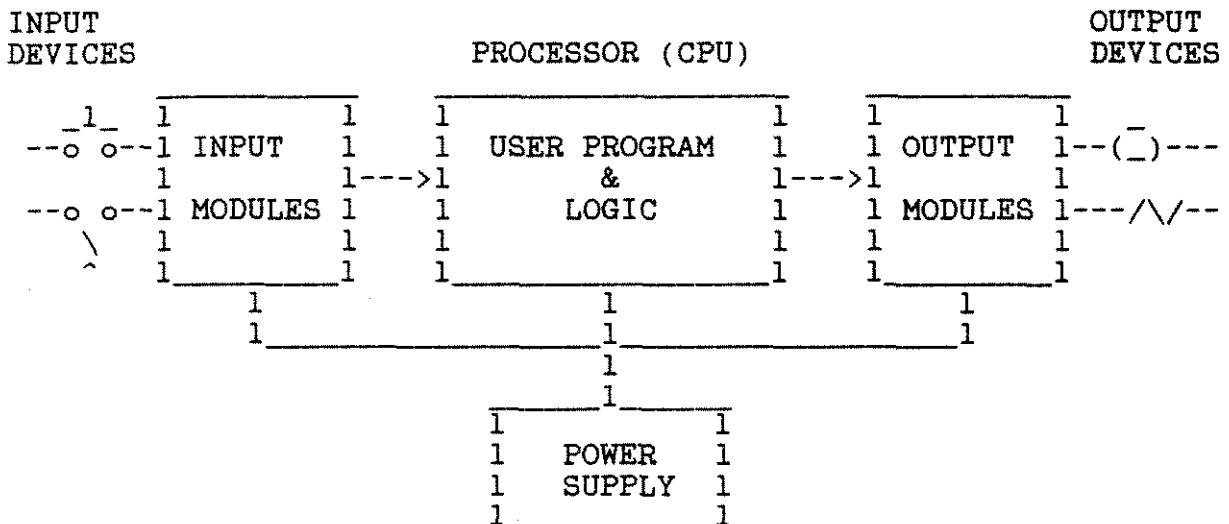 INPUT OUTPUT
DEVICES PROCESSOR (CPU) DEVICES
INPUT USER PROGRAM OUTPUT
&
MODULES LOGIC MODULES
POWER
SUPPLY